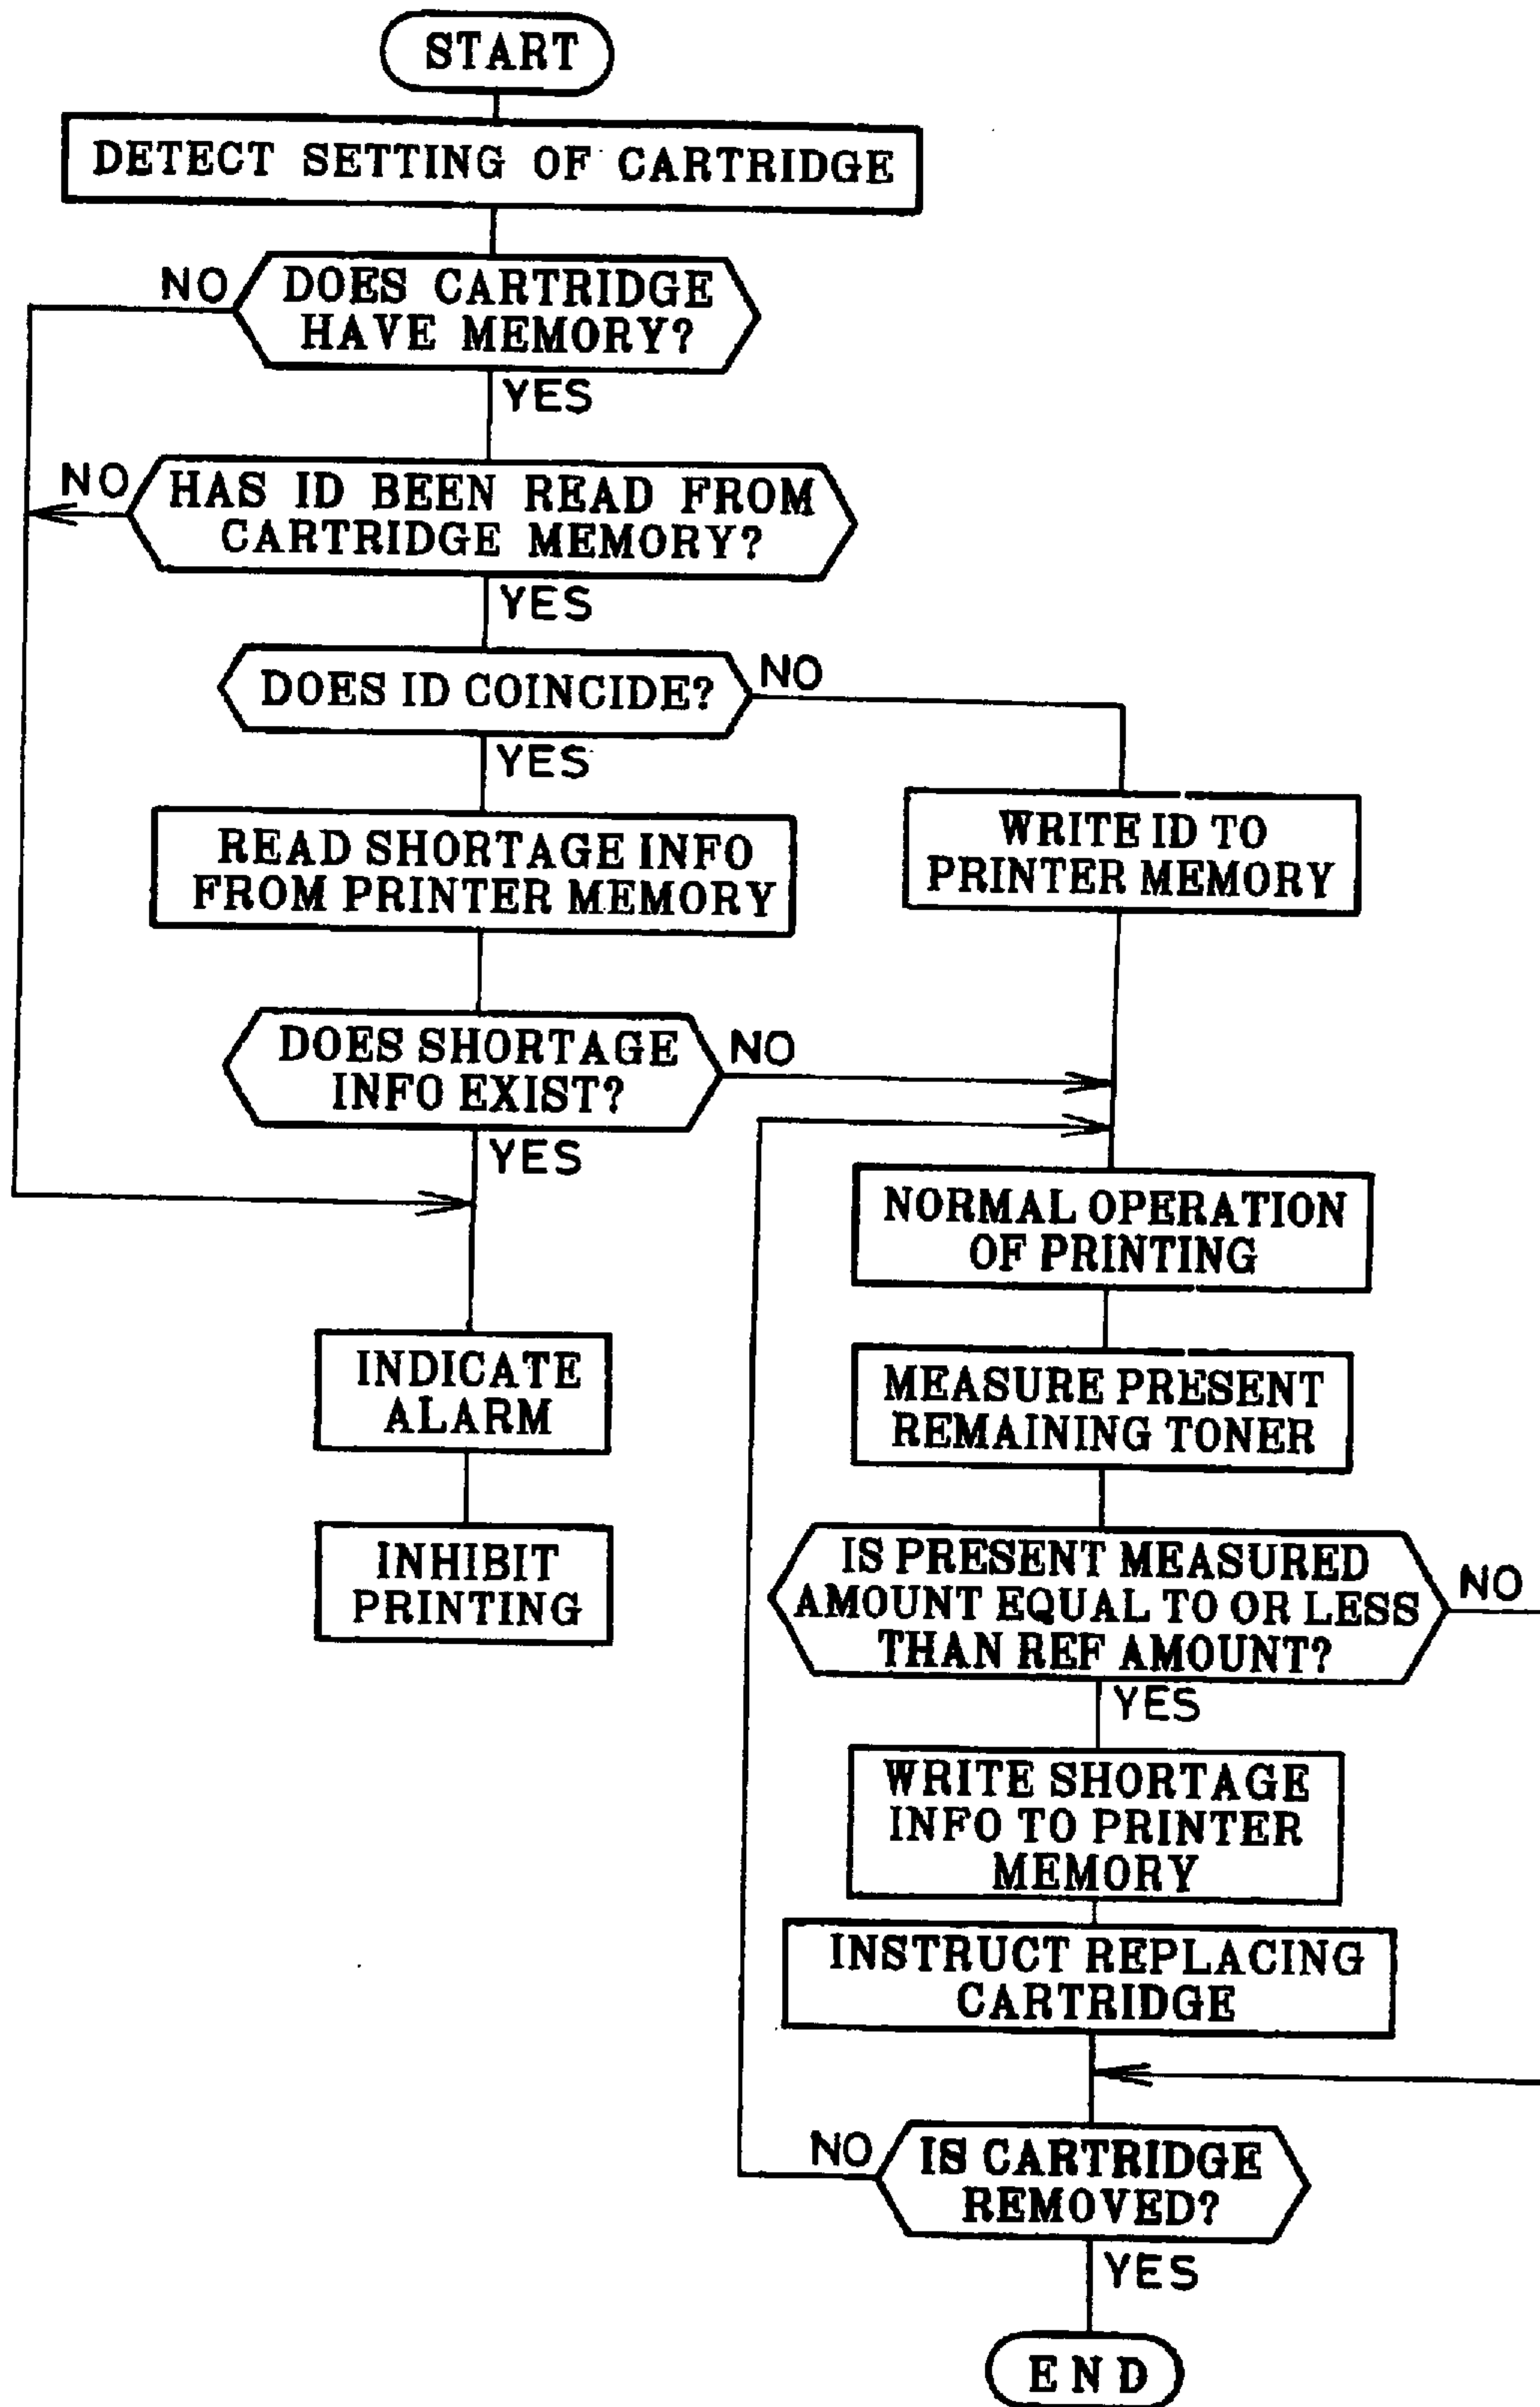 START
DETECT SETTING OF CARTRIDGE
NO
DOES CARTRIDGE
HAVE MEMORY?
YES
NO
HAS ID BEEN READ FROM
CARTRIDGE MEMORY?
YES
DOES ID COINCIDE?
NO
YES
READ SHORTAGE INFO
FROM PRINTER MEMORY
WRITE ID TO
PRINTER MEMORY
DOES SHORTAGE
INFO EXIST?
NO
YES
NORMAL OPERATION
OF PRINTING
INDICATE
ALARM
MEASURE PRESENT
REMAINING TONER
INHIBIT
PRINTING
IS PRESENT MEASURED
AMOUNT EQUAL TO OR LESS
THAN REF AMOUNT?
NO
YES
WRITE SHORTAGE
INFO TO PRINTER
MEMORY
INSTRUCT REPLACING
CARTRIDGE
NO
IS CARTRIDGE
REMOVED?
YES
END